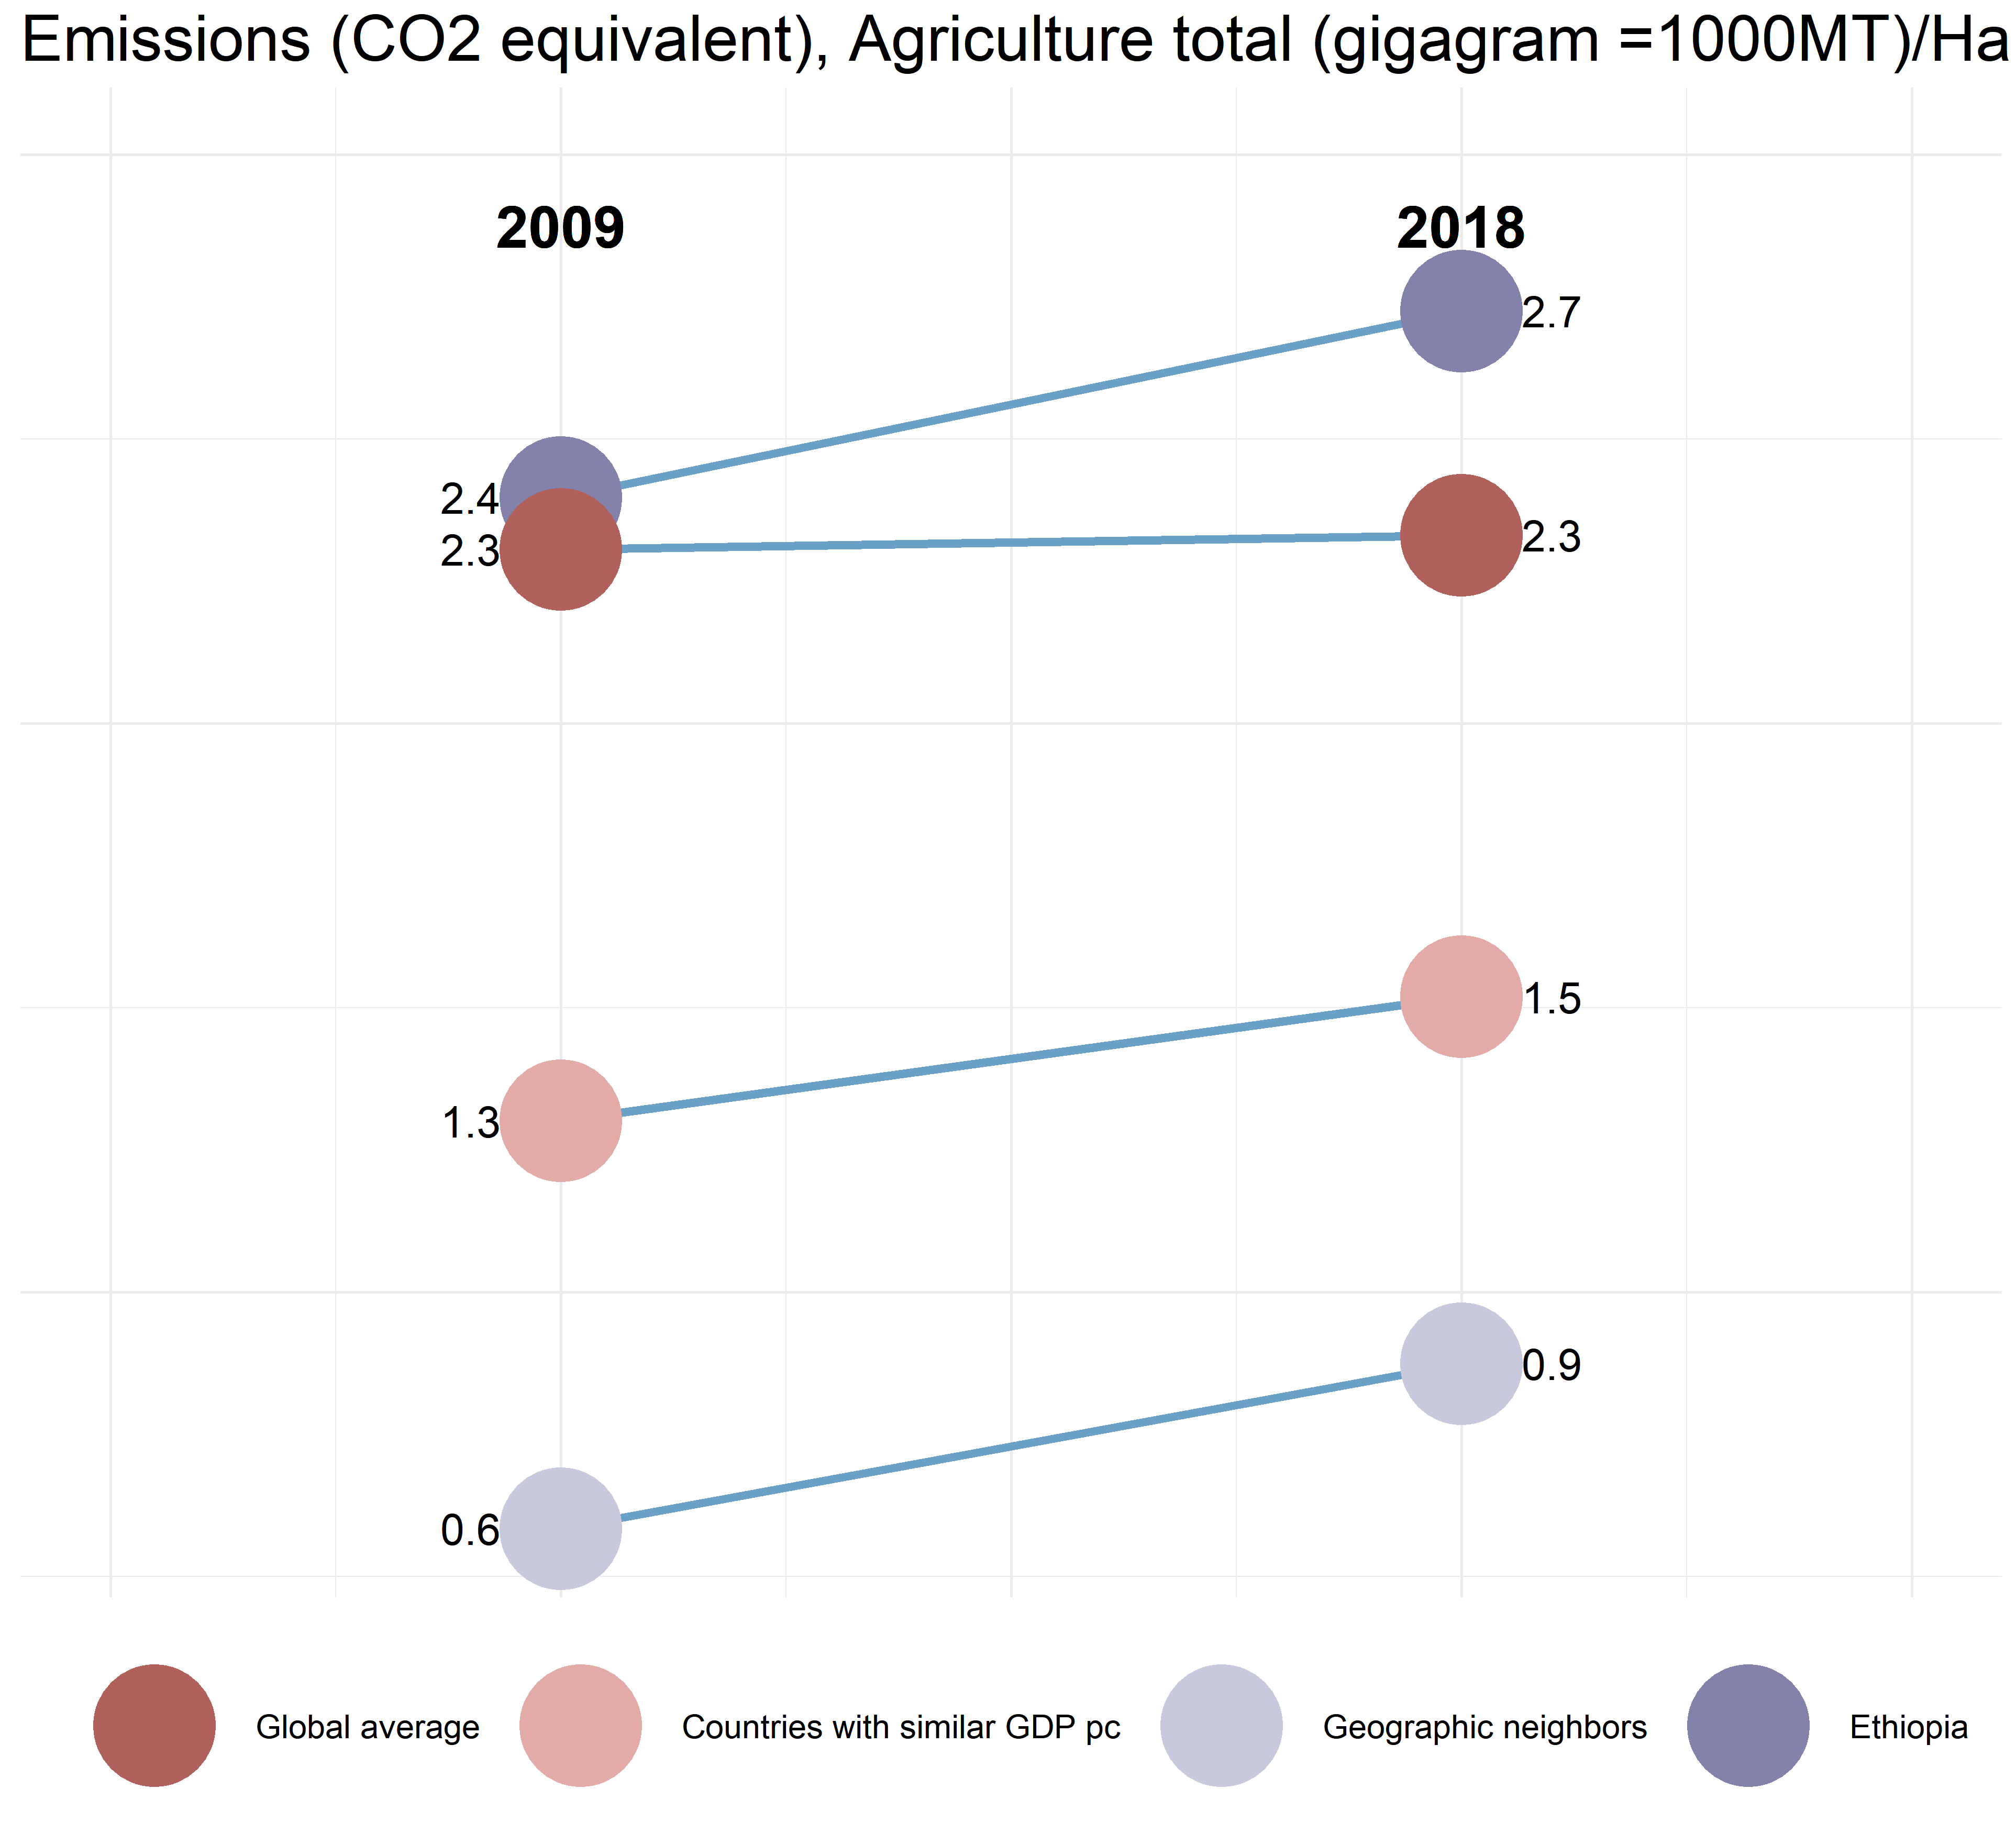 Emissions (CO2 equivalent), Agriculture total (gigagram =1000MT)/Ha
2009
2018
2.7
2.4
2.3
2.3
1.5
1.3
0.9
0.6
Global average
Countries with similar GDP pc
Geographic neighbors
Ethiopia